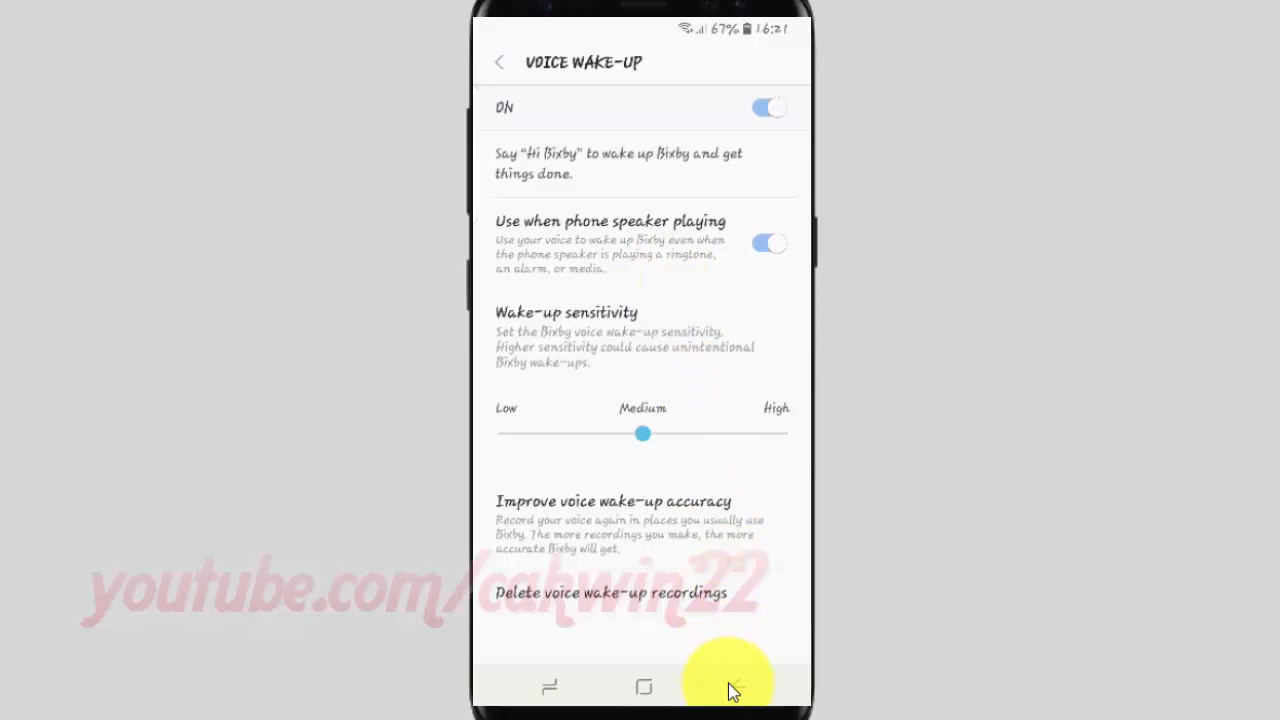 67% 16:21
VOICE WAKE-UP
ON
Say "Hi Bixby" to wake up Bixby and get
things done.
Use when phone speaker playing
Use your voice to wake up Bixby even when
the phone speaker is playing a ringtone,
an alarm, or media.
Wake-up sensitivity
Set the Bixby voice wake-up sensitivity.
Higher sensitivity could cause unintentional
Bixby wake-ups.
Low Medium High
Improve voice wake-up accuracy
Record your voice again in places you usually use
Bixby. The more recordings you make, the more
accurate Bixby will get.
youtube.com/cahwin22
Delete voice wake-up recordings